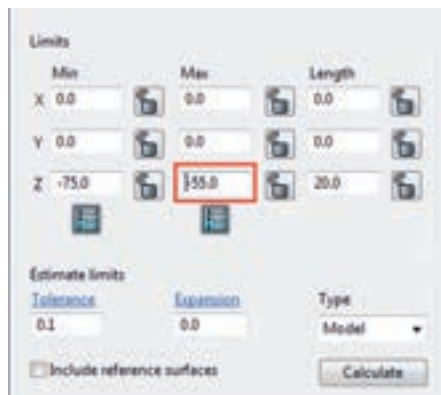 Limits
Min Max Length
X 0.0 0.0 0.0
Y 0.0 0.0 0.0
Z -75.0 -55.0 20.0
Estimate limits
Tolerance Expansion Type
0.1 0.0 Model
Include reference surfaces Calculate